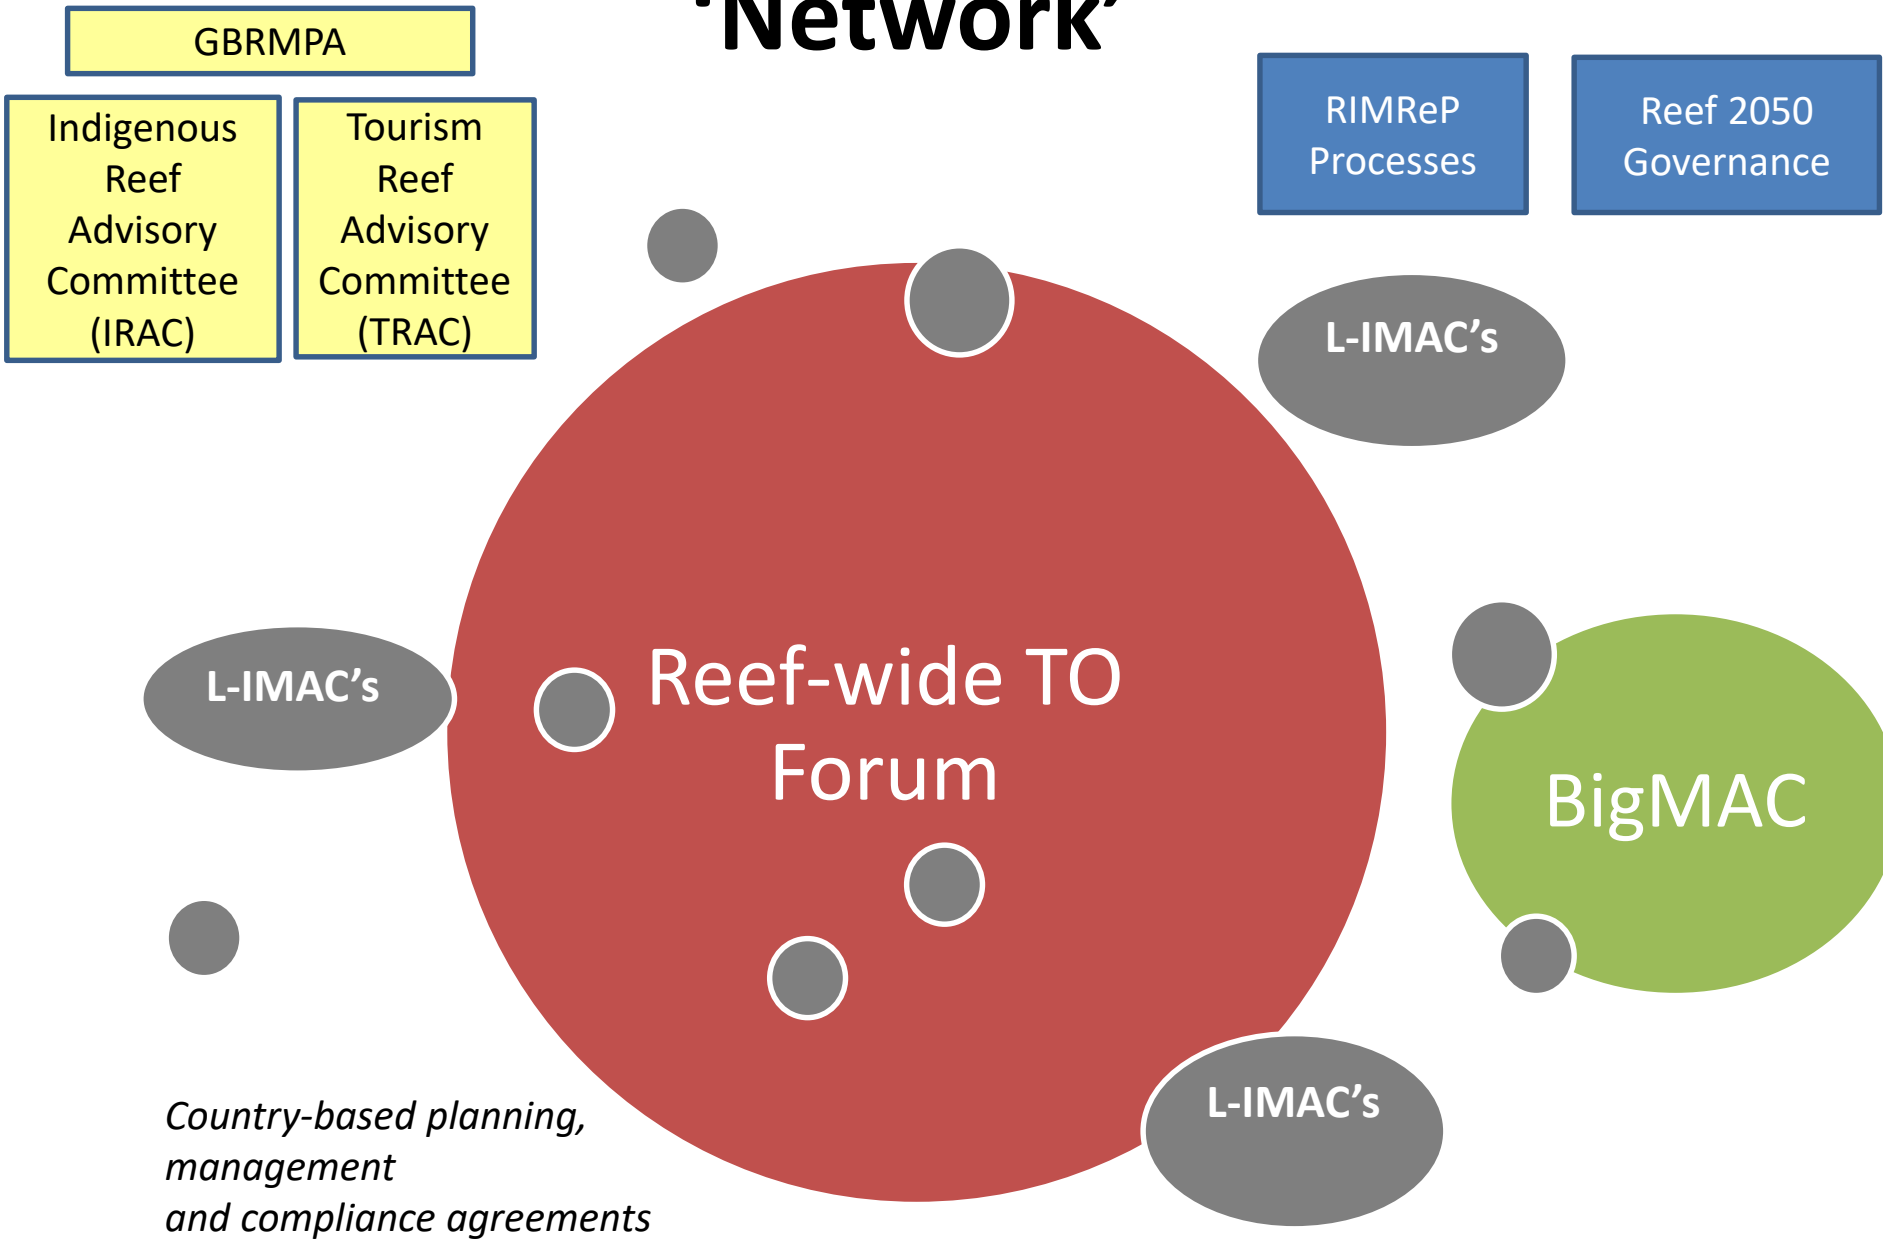 ‘Network’
GBRMPA
Indigenous
Reef
Advisory
Committee
(IRAC)
Tourism
Reef
Advisory
Committee
(TRAC)
RIMReP
Processes
Reef 2050
Governance
L-IMAC’s
L-IMAC’s
Reef-wide TO
Forum
BigMAC
L-IMAC’s
Country-based planning,
management
and compliance agreements